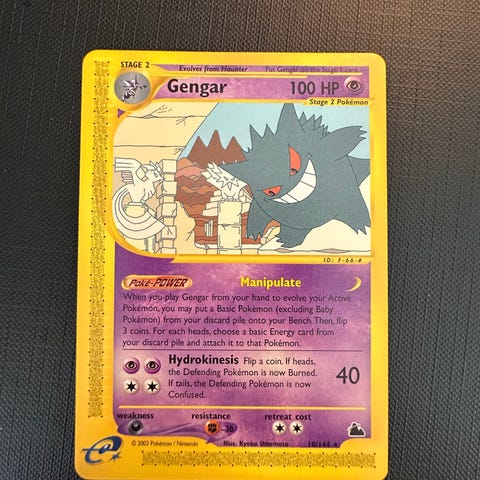 STAGE 2
Evolves from Haunter
Put Gengar on the Stage 1 card
Gengar
100 HP
Stage 2 Pokémon
ID: F-66-#
Poké-POWER
Manipulate
When you play Gengar from your hand to evolve your Active
Pokémon, you may put a Basic Pokémon (excluding Baby
Pokémon) from your discard pile onto your Bench. Then, flip
3 coins. For each heads, choose a basic Energy card from
your discard pile and attach it to that Pokémon.
Hydrokinesis Flip a coin. If heads,
the Defending Pokémon is now Burned.
If tails, the Defending Pokémon is now
Confused.
40
weakness
resistance
retreat cost
-30
© 2003 Pokémon / Nintendo
Illus. Kyoko Umemoto
10/144 ★
e